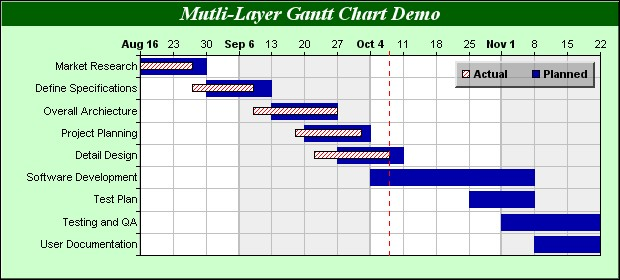 Mutli-Layer Gantt Chart Demo
Aug 16 23 30 Sep 6 13 20 27 Oct 4 11 18 25 Nov 1 8 15 22
Actual Planned
Market Research
Define Specifications
Overall Archiecture
Project Planning
Detail Design
Software Development
Test Plan
Testing and QA
User Documentation